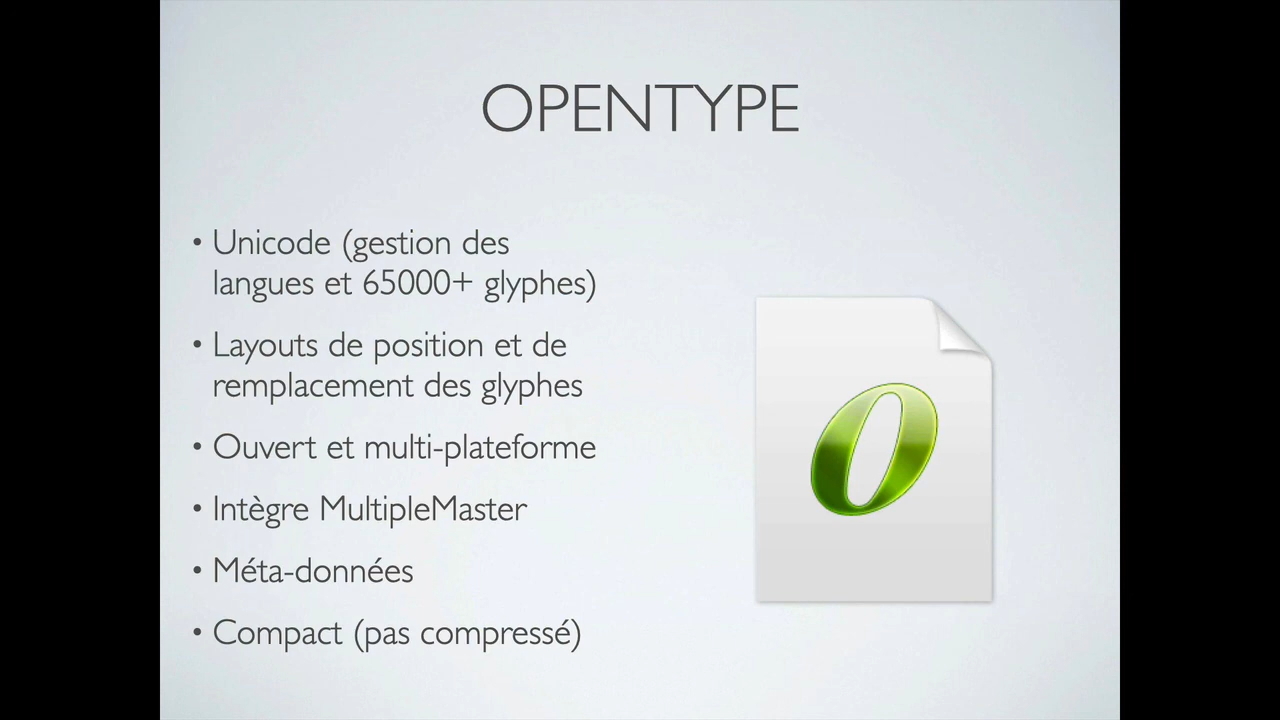 OPENTYPE
• Unicode (gestion des
langues et 65000+ glyphes)
• Layouts de position et de
remplacement des glyphes
• Ouvert et multi-plateforme
• Intègre MultipleMaster
• Méta-données
• Compact (pas compressé)
O